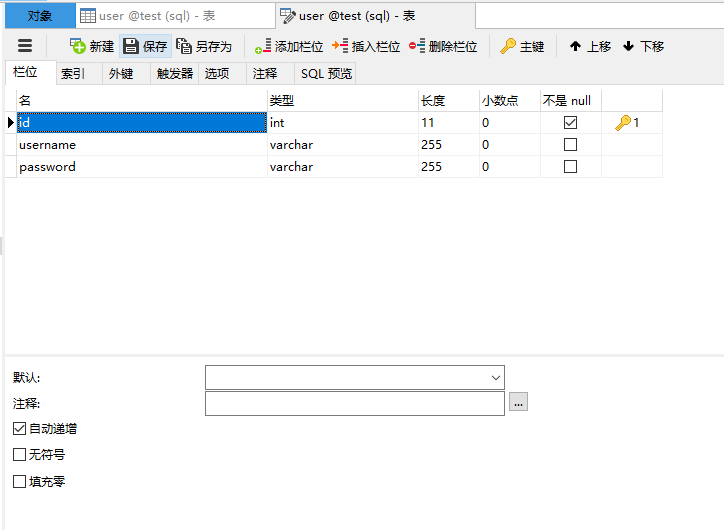 对象 user @test (sql) - 表 user @test (sql) - 表
新建 保存 另存为 添加栏位 插入栏位 删除栏位 主键 上移 下移
栏位 索引 外键 触发器 选项 注释 SQL 预览
名 类型 长度 小数点 不是 null
id int 11 0 1
username varchar 255 0
password varchar 255 0
默认:
注释: ...
自动递增
无符号
填充零